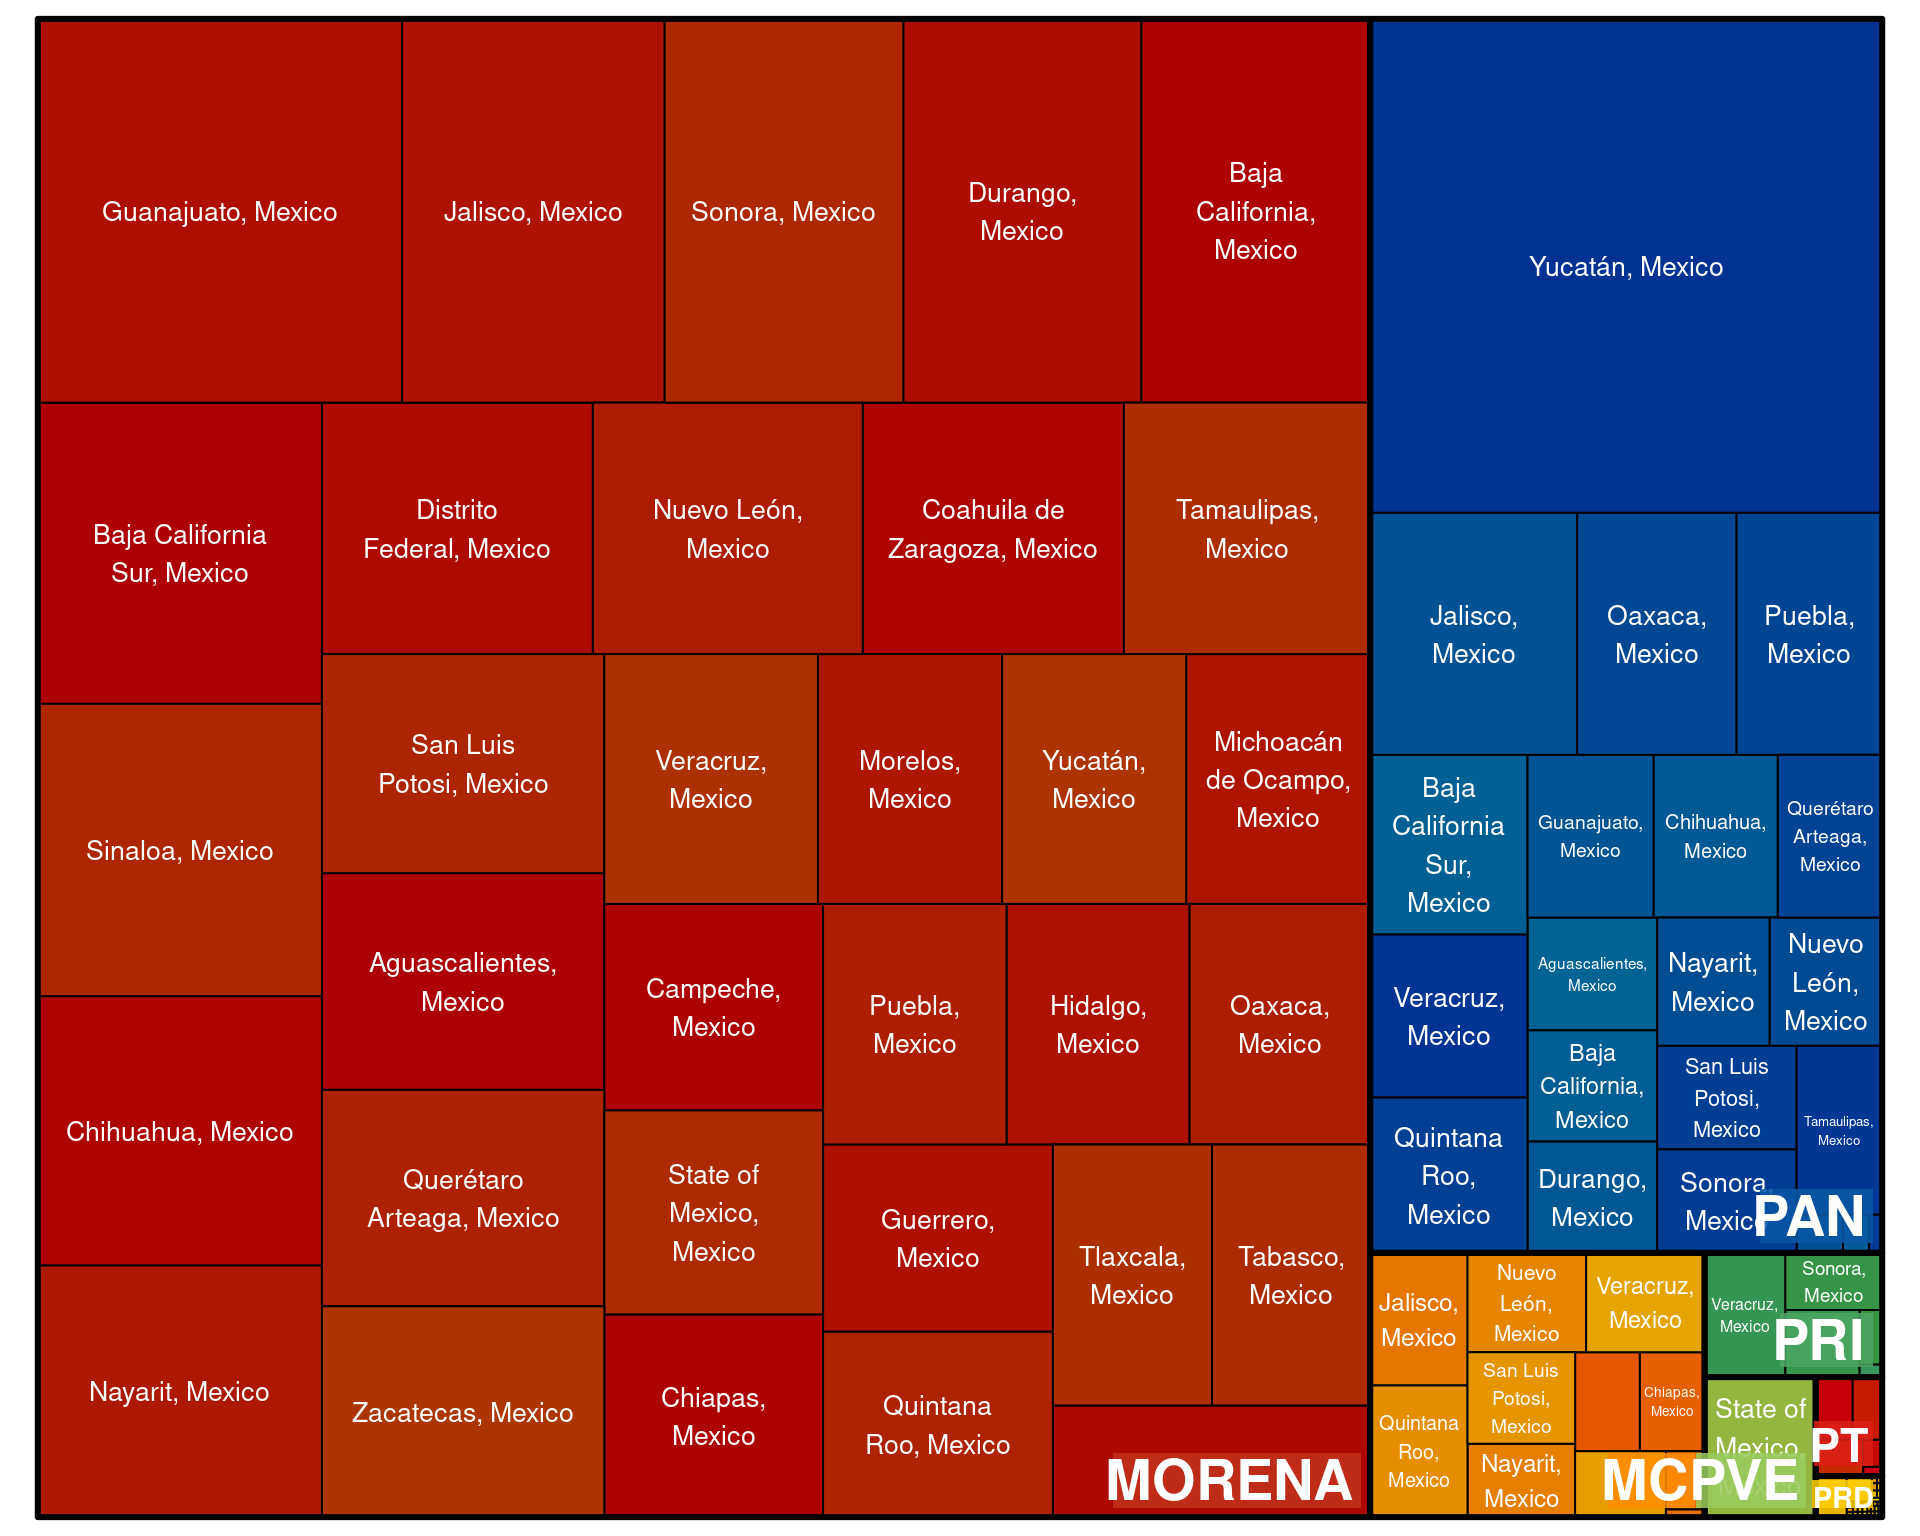 Guanajuato, Mexico
Jalisco, Mexico
Sonora, Mexico
Durango,
Mexico
Baja
California,
Mexico
Baja California
Sur, Mexico
Distrito
Federal, Mexico
Nuevo León,
Mexico
Coahuila de
Zaragoza, Mexico
Tamaulipas,
Mexico
Sinaloa, Mexico
San Luis
Potosi, Mexico
Veracruz,
Mexico
Morelos,
Mexico
Yucatán,
Mexico
Michoacán
de Ocampo,
Mexico
Chihuahua, Mexico
Aguascalientes,
Mexico
Campeche,
Mexico
Puebla,
Mexico
Hidalgo,
Mexico
Oaxaca,
Mexico
Querétaro
Arteaga, Mexico
State of
Mexico,
Mexico
Guerrero,
Mexico
Tlaxcala,
Mexico
Tabasco,
Mexico
Nayarit, Mexico
Zacatecas, Mexico
Chiapas,
Mexico
Quintana
Roo, Mexico
MORENA
Yucatán, Mexico
Jalisco,
Mexico
Oaxaca,
Mexico
Puebla,
Mexico
Baja
California
Sur,
Mexico
Guanajuato,
Mexico
Chihuahua,
Mexico
Querétaro
Arteaga,
Mexico
Veracruz,
Mexico
Aguascalientes,
Mexico
Nayarit,
Mexico
Nuevo
León,
Mexico
Baja
California,
Mexico
San Luis
Potosi,
Mexico
Tamaulipas,
Mexico
Quintana
Roo,
Mexico
Durango,
Mexico
Sonora,
Mexico
PAN
Jalisco,
Mexico
Nuevo
León,
Mexico
Veracruz,
Mexico
San Luis
Potosi,
Mexico
Chiapas,
Mexico
Quintana
Roo,
Mexico
Nayarit,
Mexico
MC
Veracruz,
Mexico
Sonora,
Mexico
PRI
State of
Mexico,
Mexico
PVE
PT
PRD